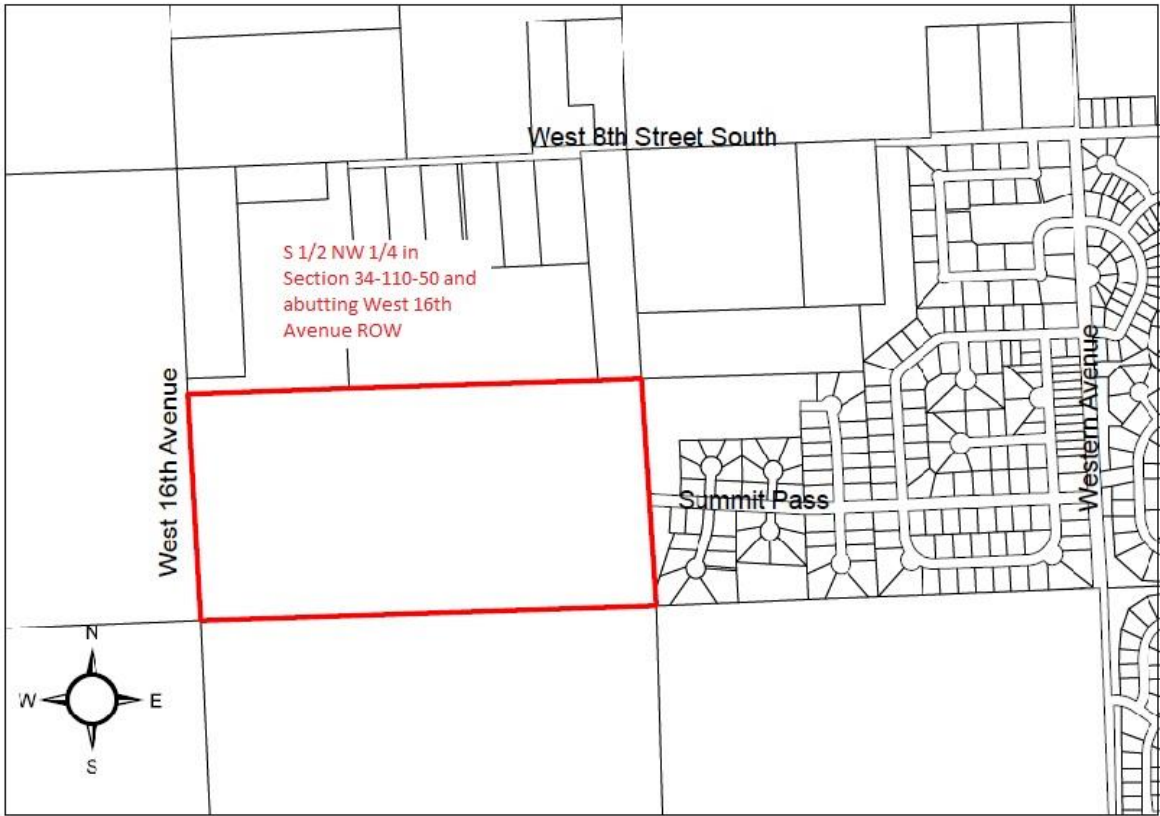 West 8th Street South
S 1/2 NW 1/4 in
Section 34-110-50 and
abutting West 16th
Avenue ROW
West 16th Avenue
Western Avenue
Summit Pass
N
W
E
S